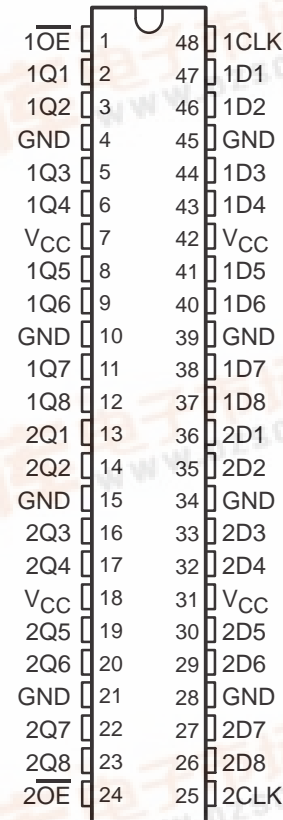 1O̅E̅ 1 48 1CLK
1Q1 2 47 1D1
1Q2 3 46 1D2
GND 4 45 GND
1Q3 5 44 1D3
1Q4 6 43 1D4
VCC 7 42 VCC
1Q5 8 41 1D5
1Q6 9 40 1D6
GND 10 39 GND
1Q7 11 38 1D7
1Q8 12 37 1D8
2Q1 13 36 2D1
2Q2 14 35 2D2
GND 15 34 GND
2Q3 16 33 2D3
2Q4 17 32 2D4
VCC 18 31 VCC
2Q5 19 30 2D5
2Q6 20 29 2D6
GND 21 28 GND
2Q7 22 27 2D7
2Q8 23 26 2D8
2O̅E̅ 24 25 2CLK